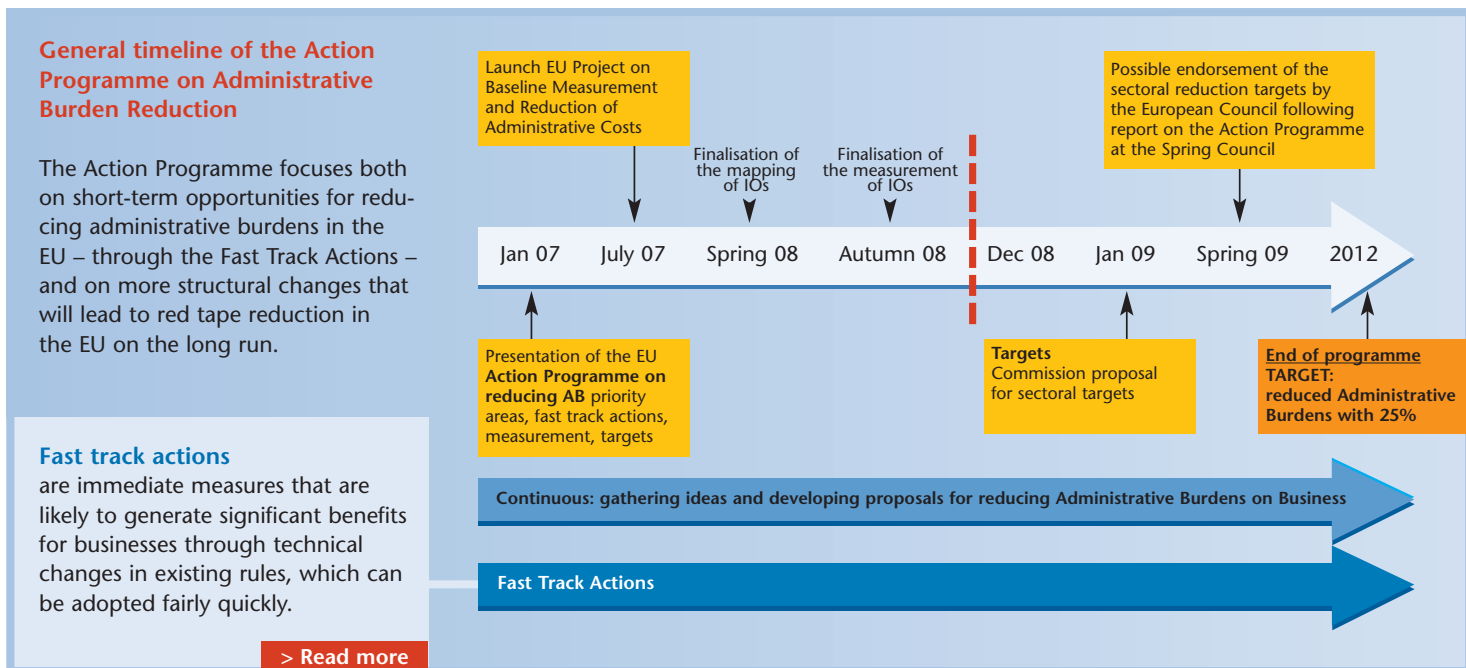 General timeline of the Action
Programme on Administrative
Burden Reduction
The Action Programme focuses both
on short-term opportunities for redu-
cing administrative burdens in the
EU – through the Fast Track Actions –
and on more structural changes that
will lead to red tape reduction in
the EU on the long run.
Fast track actions
are immediate measures that are
likely to generate significant benefits
for businesses through technical
changes in existing rules, which can
be adopted fairly quickly.
> Read more
Launch EU Project on
Baseline Measurement
and Reduction of
Administrative Costs
Finalisation of
the mapping
of IOs
Finalisation of
the measurement
of IOs
Possible endorsement of the
sectoral reduction targets by
the European Council following
report on the Action Programme
at the Spring Council
Jan 07 July 07 Spring 08 Autumn 08 Dec 08 Jan 09 Spring 09 2012
Presentation of the EU
Action Programme on
reducing AB priority
areas, fast track actions,
measurement, targets
Targets
Commission proposal
for sectoral targets
End of programme
TARGET:
reduced Administrative
Burdens with 25%
Continuous: gathering ideas and developing proposals for reducing Administrative Burdens on Business
Fast Track Actions